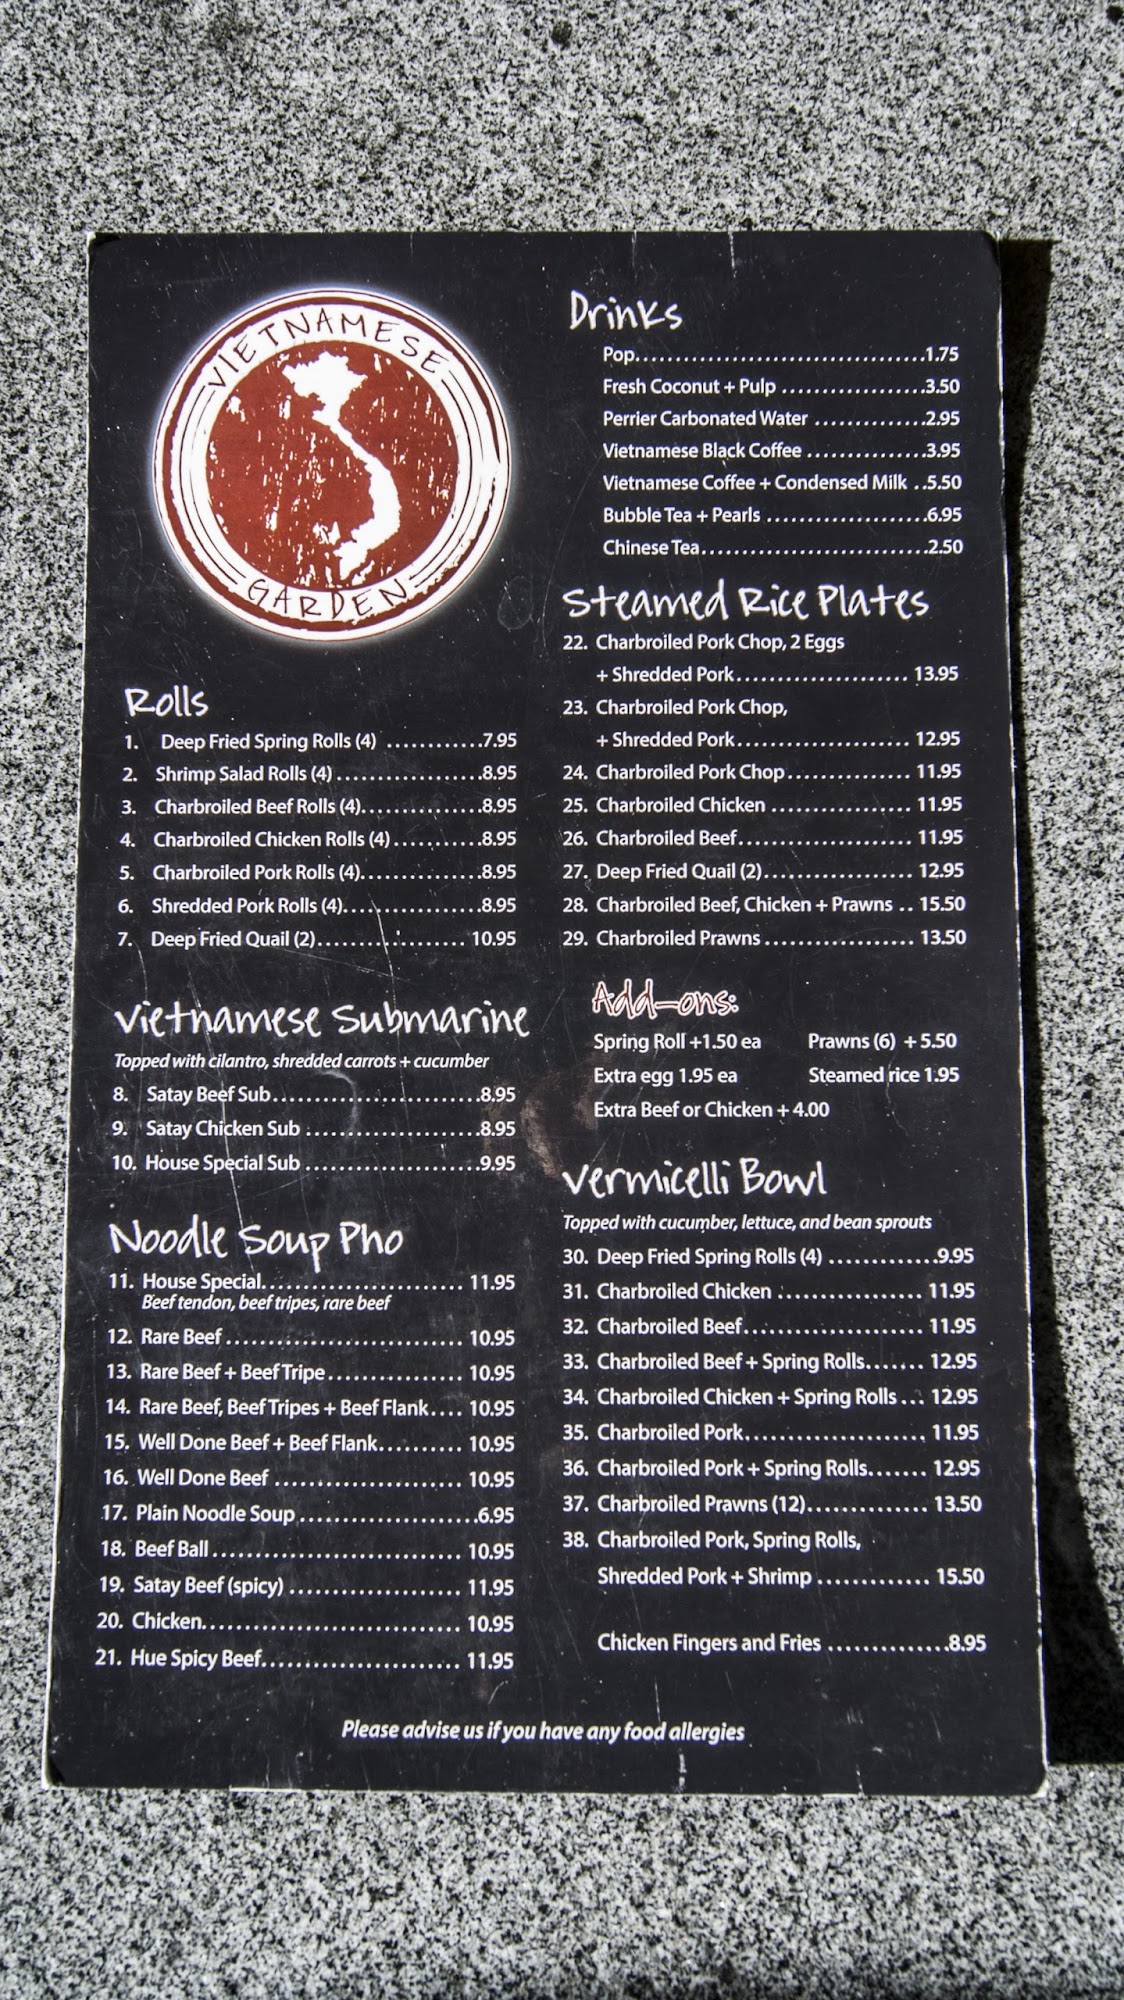 VIETNAMESE
GARDEN
Rolls
1. Deep Fried Spring Rolls (4) ............7.95
2. Shrimp Salad Rolls (4) ..................8.95
3. Charbroiled Beef Rolls (4)...............8.95
4. Charbroiled Chicken Rolls (4)...........8.95
5. Charbroiled Pork Rolls (4)...............8.95
6. Shredded Pork Rolls (4).................8.95
7. Deep Fried Quail (2)................... 10.95
Vietnamese Submarine
Topped with cilantro, shredded carrots + cucumber
8. Satay Beef Sub..........................8.95
9. Satay Chicken Sub ......................8.95
10. House Special Sub ......................9.95
Noodle Soup Pho
11. House Special......................... 11.95
Beef tendon, beef tripes, rare beef
12. Rare Beef .............................. 10.95
13. Rare Beef + Beef Tripe................. 10.95
14. Rare Beef, Beef Tripes + Beef Flank.... 10.95
15. Well Done Beef + Beef Flank.......... 10.95
16. Well Done Beef ........................ 10.95
17. Plain Noodle Soup ......................6.95
18. Beef Ball ............................... 10.95
19. Satay Beef (spicy) ...................... 11.95
20. Chicken................................. 10.95
21. Hue Spicy Beef......................... 11.95
Drinks
Pop....................................1.75
Fresh Coconut + Pulp ..................3.50
Perrier Carbonated Water ..............2.95
Vietnamese Black Coffee ...............3.95
Vietnamese Coffee + Condensed Milk ..5.50
Bubble Tea + Pearls ....................6.95
Chinese Tea............................2.50
Steamed Rice Plates
22. Charbroiled Pork Chop, 2 Eggs
+ Shredded Pork...................... 13.95
23. Charbroiled Pork Chop,
+ Shredded Pork...................... 12.95
24. Charbroiled Pork Chop................ 11.95
25. Charbroiled Chicken .................. 11.95
26. Charbroiled Beef...................... 11.95
27. Deep Fried Quail (2)................... 12.95
28. Charbroiled Beef, Chicken + Prawns .. 15.50
29. Charbroiled Prawns ................... 13.50
Add-ons:
Spring Roll +1.50 ea Prawns (6) + 5.50
Extra egg 1.95 ea Steamed rice 1.95
Extra Beef or Chicken + 4.00
Vermicelli Bowl
Topped with cucumber, lettuce, and bean sprouts
30. Deep Fried Spring Rolls (4) ..............9.95
31. Charbroiled Chicken .................. 11.95
32. Charbroiled Beef....................... 11.95
33. Charbroiled Beef + Spring Rolls....... 12.95
34. Charbroiled Chicken + Spring Rolls ... 12.95
35. Charbroiled Pork....................... 11.95
36. Charbroiled Pork + Spring Rolls....... 12.95
37. Charbroiled Prawns (12)............... 13.50
38. Charbroiled Pork, Spring Rolls,
Shredded Pork + Shrimp .............. 15.50
Chicken Fingers and Fries ...............8.95
Please advise us if you have any food allergies